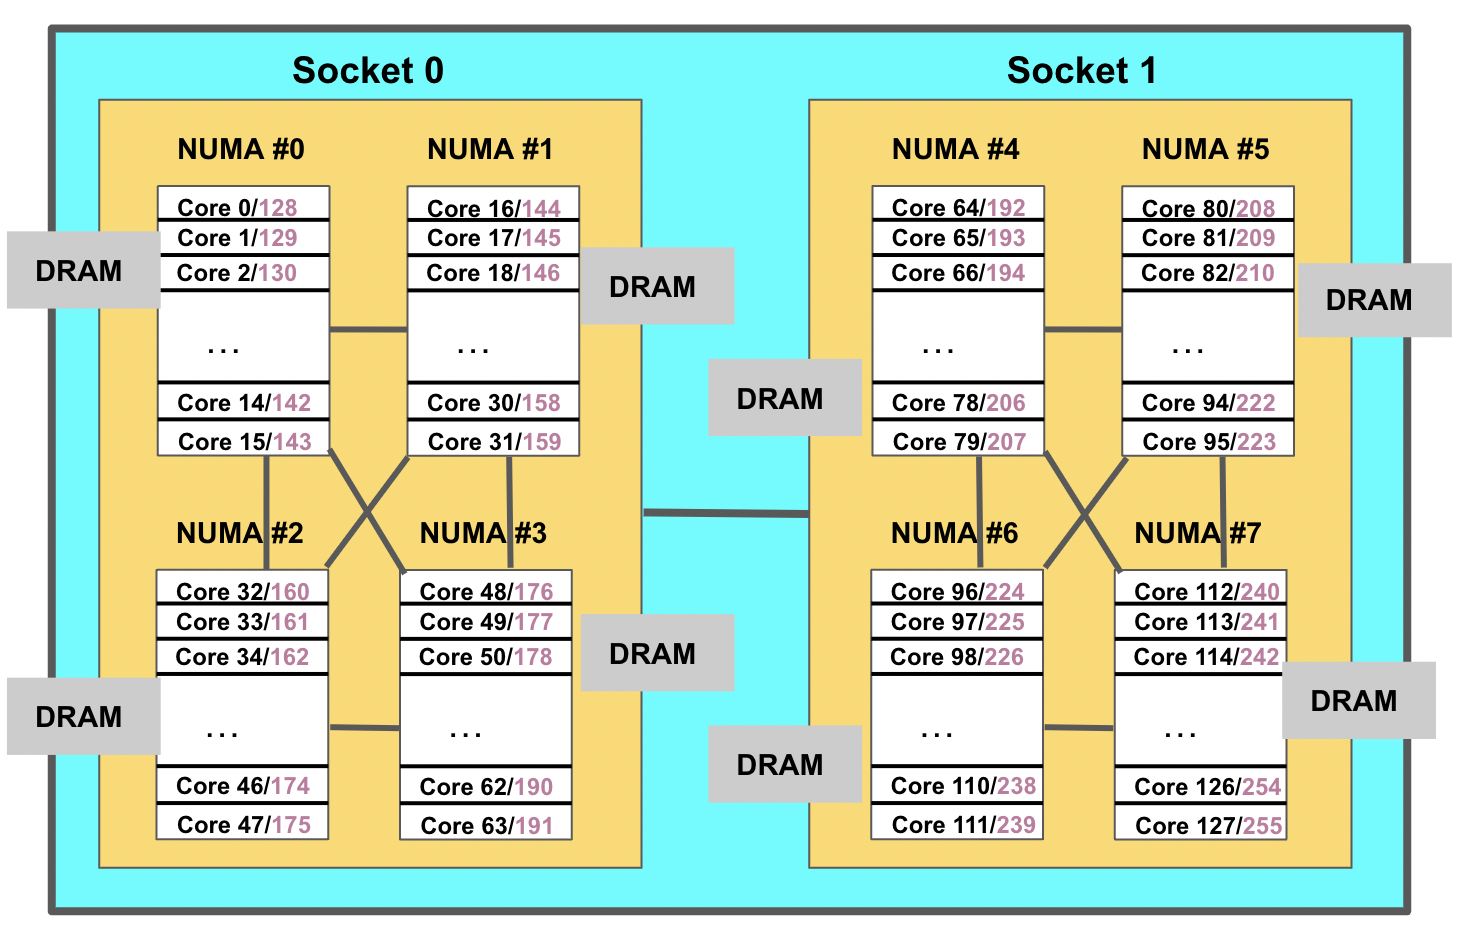 Socket 0
NUMA #0
Core 0/128
Core 1/129
Core 2/130
...
Core 14/142
Core 15/143
DRAM
NUMA #1
Core 16/144
Core 17/145
Core 18/146
...
Core 30/158
Core 31/159
DRAM
NUMA #2
Core 32/160
Core 33/161
Core 34/162
...
Core 46/174
Core 47/175
DRAM
NUMA #3
Core 48/176
Core 49/177
Core 50/178
...
Core 62/190
Core 63/191
DRAM
Socket 1
NUMA #4
Core 64/192
Core 65/193
Core 66/194
...
Core 78/206
Core 79/207
DRAM
NUMA #5
Core 80/208
Core 81/209
Core 82/210
...
Core 94/222
Core 95/223
DRAM
NUMA #6
Core 96/224
Core 97/225
Core 98/226
...
Core 110/238
Core 111/239
DRAM
NUMA #7
Core 112/240
Core 113/241
Core 114/242
...
Core 126/254
Core 127/255
DRAM